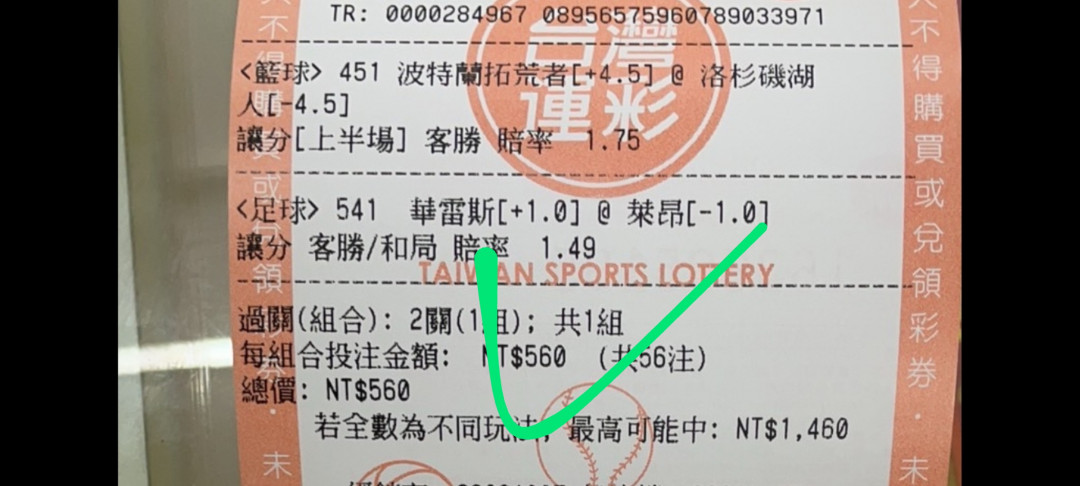 TR: 0000284967 08956575960789033971
台灣
運彩
<籃球> 451 波特蘭拓荒者[+4.5] @ 洛杉磯湖
人[-4.5]
讓分[上半場] 客勝 賠率 1.75
<足球> 541 華雷斯[+1.0] @ 萊昂[-1.0]
讓分 客勝/和局 賠率 1.49
TAIWAN SPORTS LOTTERY
過關(組合): 2關(1組); 共1組
每組合投注金額: NT$560 (共56注)
總價: NT$560
若全數為不同玩法, 最高可能中: NT$1,460
不得購買或兌領彩券．未